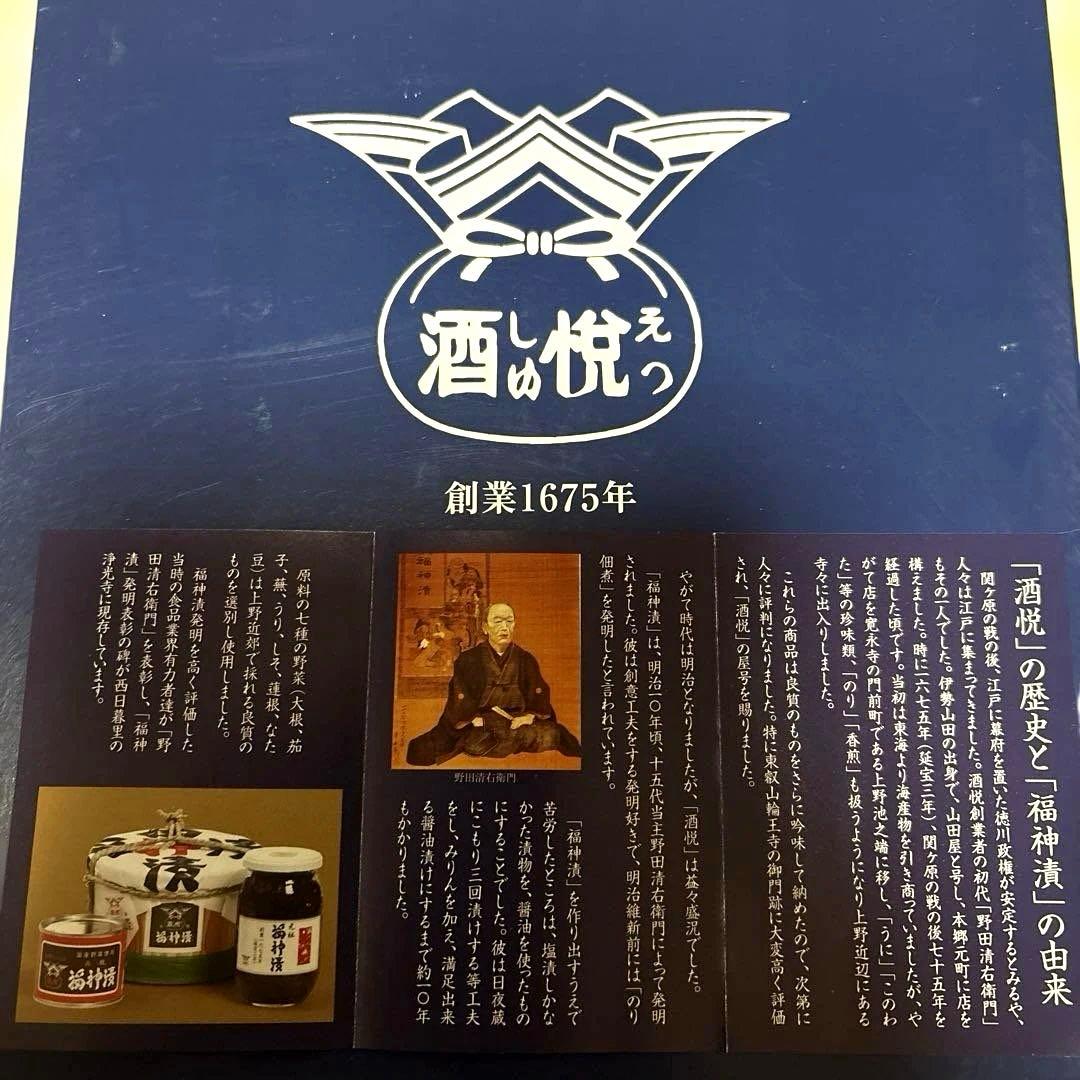 酒悦
しゅ
えつ
創業1675年
「酒悦」の歴史と「福神漬」の由来
関ヶ原の戦の後、江戸に幕府を置いた徳川政権が安定するとみるや、
人々は江戸に集まってきました。酒悦創業者の初代「野田清右衛門」
もその一人でした。伊勢山田の出身で、山田屋と号し、本郷元町に店を
構えました。時に一六七五年(延宝三年)、関ヶ原の戦の後七十五年を
経過した頃です。当初は東海より海産物を引き商っていましたが、や
がて店を寛永寺の門前町である上野池之端に移し、「うに」「このわ
た」等の珍味類、「のり」「香煎」も扱うようになり上野近辺にある
寺々に出入りしました。
これらの商品は良質のものをさらに吟味して納めたので、次第に
人々に評判になりました。特に東叡山輪王寺の御門跡に大変高く評価
され、「酒悦」の屋号を賜りました。
やがて時代は明治となりましたが、「酒悦」は益々盛況でした。
「福神漬」は、明治一〇年頃、十五代当主野田清右衛門によって発明
されました。彼は創意工夫をする発明好きで、明治維新前には「のり
佃煮」を発明したと言われています。
福神漬
野田清右衛門
「福神漬」を作り出すうえで
苦労したところは、塩漬しかな
かった漬物を、醤油を使ったもの
にすることでした。彼は日夜蔵
にこもり三回漬けする等工夫
をし、みりんを加え、満足出来
る醤油漬けにするまで約一〇年
もかかりました。
原料の七種の野菜(大根、茄
子、蕪、うり、しそ、蓮根、なた
豆)は上野近郊で採れる良質の
ものを選別し使用しました。
福神漬発明を高く評価した
当時の食品業界有力者達が「野
田清右衛門」を表彰し、「福神
漬」発明表彰の碑が西日暮里の
浄光寺に現存しています。
漬
福神漬
福神漬
元祖
福神漬